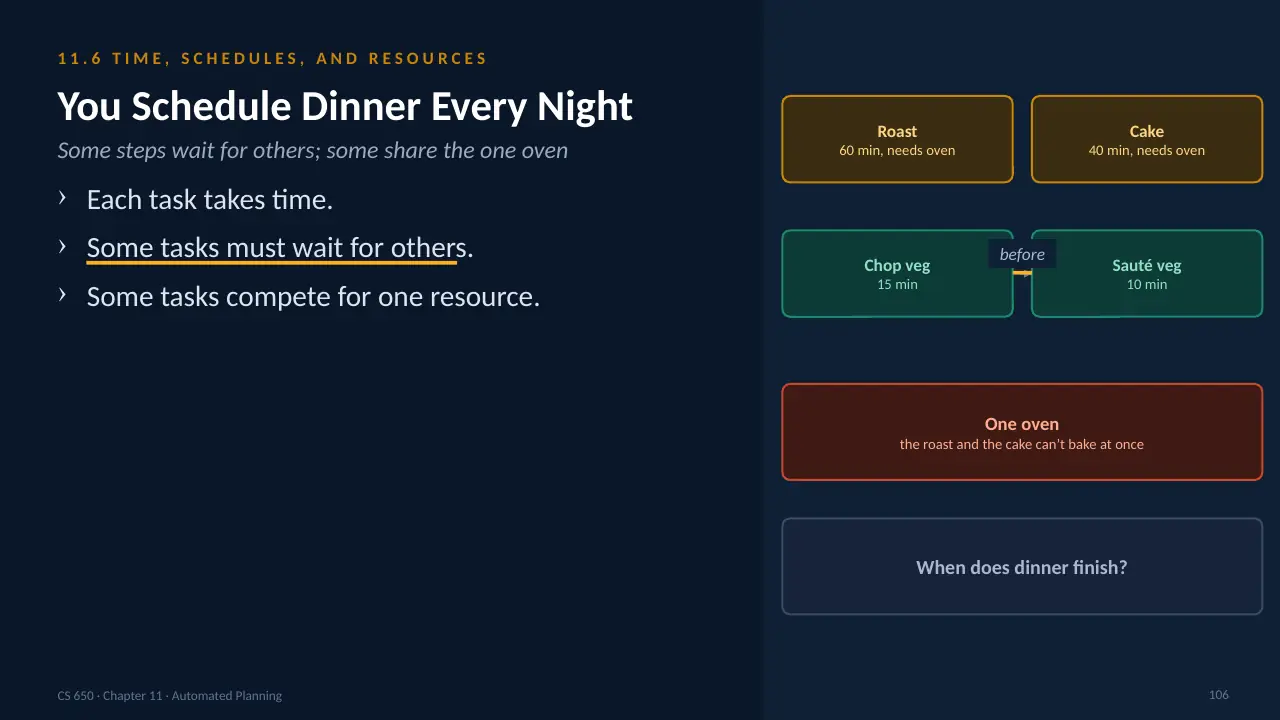 11.6 TIME, SCHEDULES, AND RESOURCES
You Schedule Dinner Every Night
Some steps wait for others; some share the one oven
› Each task takes time.
› Some tasks must wait for others.
› Some tasks compete for one resource.
Roast
60 min, needs oven
Cake
40 min, needs oven
Chop veg
15 min
before
Sauté veg
10 min
One oven
the roast and the cake can't bake at once
When does dinner finish?
CS 650 · Chapter 11 · Automated Planning
106